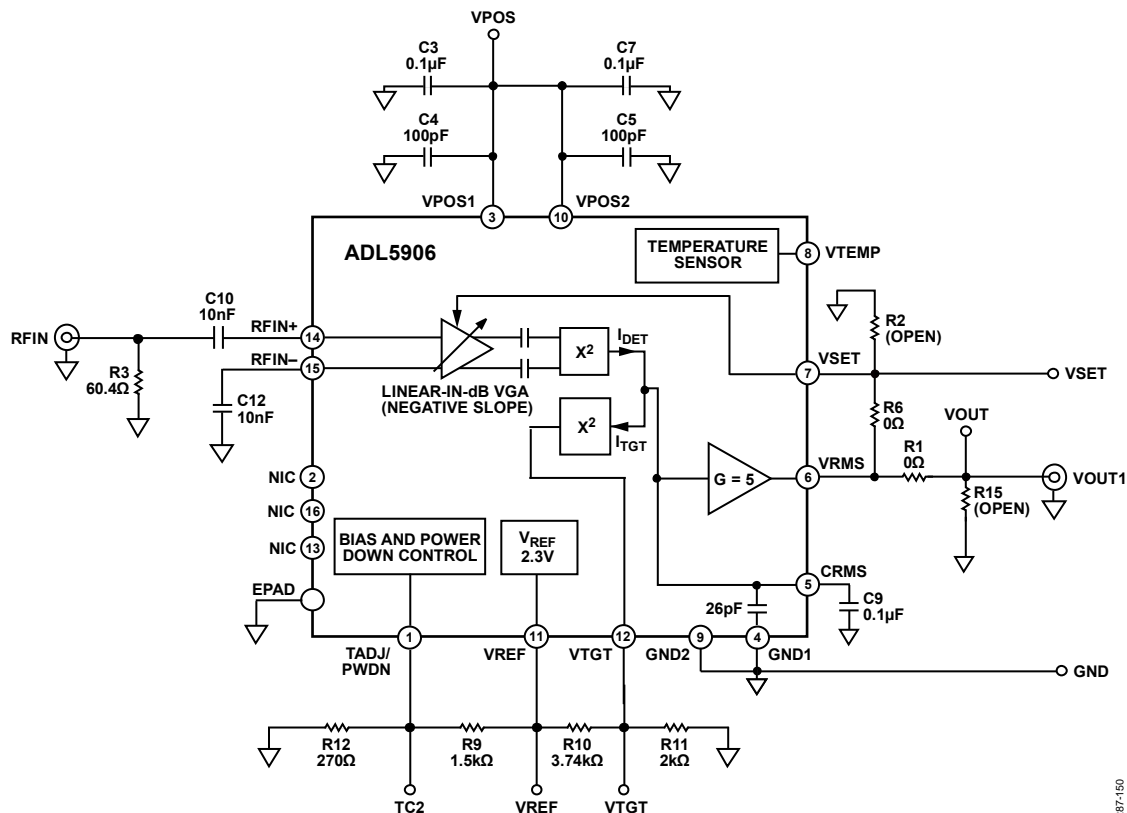 VPOS
C3
0.1µF
C7
0.1µF
C4
100pF
C5
100pF
VPOS1
VPOS2
3
10
ADL5906
TEMPERATURE
SENSOR
8
VTEMP
C10
10nF
RFIN
RFIN+
14
RFIN–
15
R3
60.4Ω
C12
10nF
LINEAR-IN-dB VGA
(NEGATIVE SLOPE)
X2
IDET
X2
ITGT
R2
(OPEN)
7
VSET
VSET
R6
0Ω
R1
0Ω
VOUT
G = 5
6
VRMS
VOUT1
R15
(OPEN)
NIC
2
NIC
16
NIC
13
EPAD
BIAS AND POWER
DOWN CONTROL
VREF
2.3V
26pF
5
CRMS
C9
0.1µF
1
11
12
9
4
TADJ/
PWDN
VREF
VTGT
GND2
GND1
GND
R12
270Ω
R9
1.5kΩ
R10
3.74kΩ
R11
2kΩ
TC2
VREF
VTGT
87-150